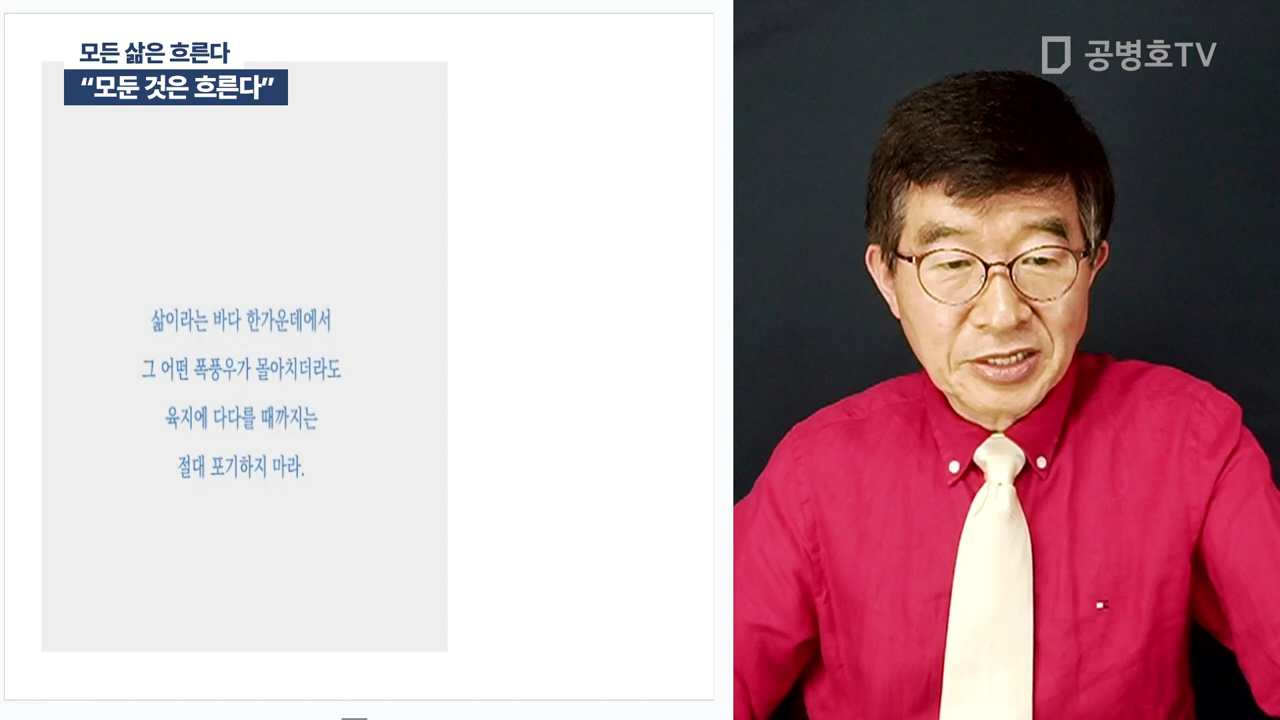 모든 삶은 흐른다
“모둔 것은 흐른다”
공병호TV
삶이라는 바다 한가운데에서
그 어떤 폭풍우가 몰아치더라도
육지에 다다를 때까지는
절대 포기하지 마라.